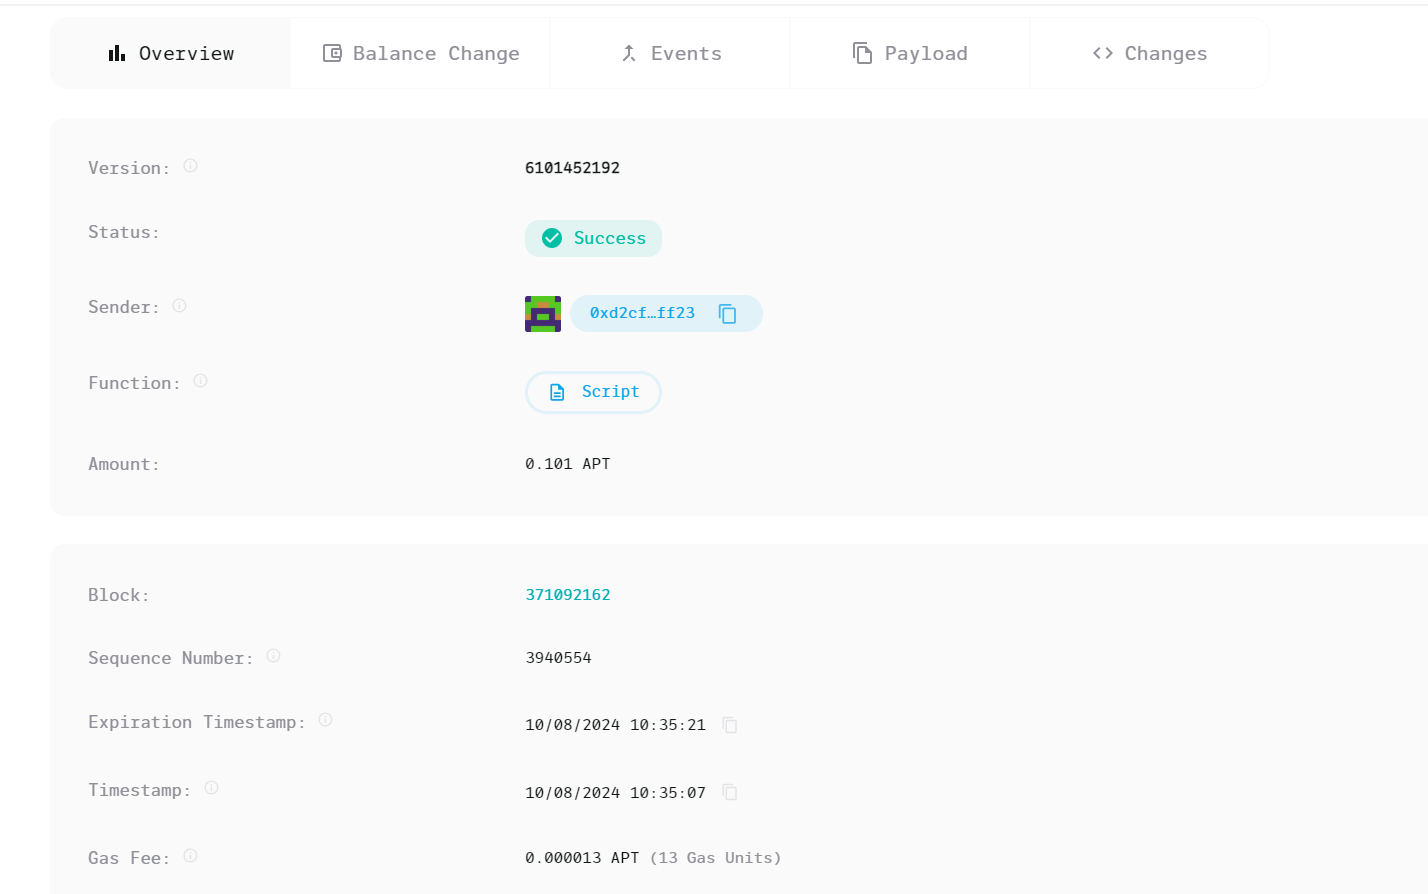 Overview Balance Change Events Payload Changes
Version: 6101452192
Status: Success
Sender: 0xd2cf…ff23
Function: Script
Amount: 0.101 APT
Block: 371092162
Sequence Number: 3940554
Expiration Timestamp: 10/08/2024 10:35:21
Timestamp: 10/08/2024 10:35:07
Gas Fee: 0.000013 APT (13 Gas Units)